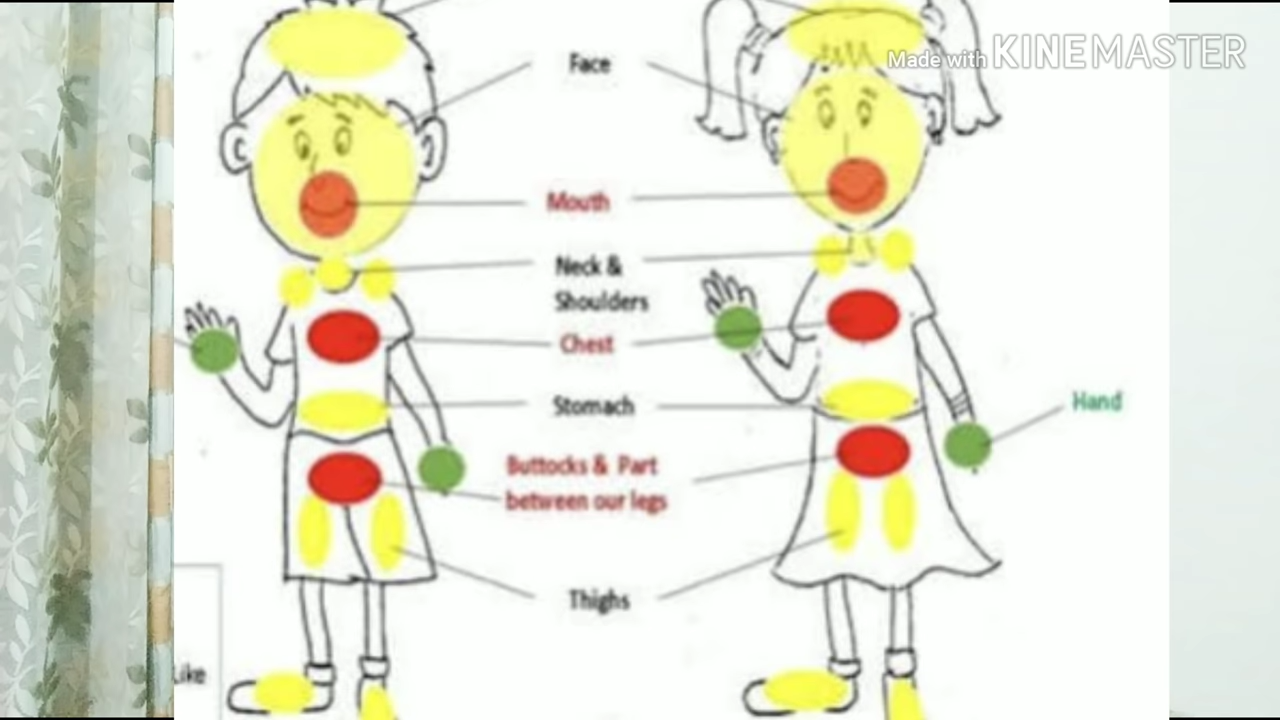 Made with KINEMASTER
Face
Mouth
Neck &
Shoulders
Chest
Stomach
Hand
Buttocks & Part
between our legs
Thighs
Like